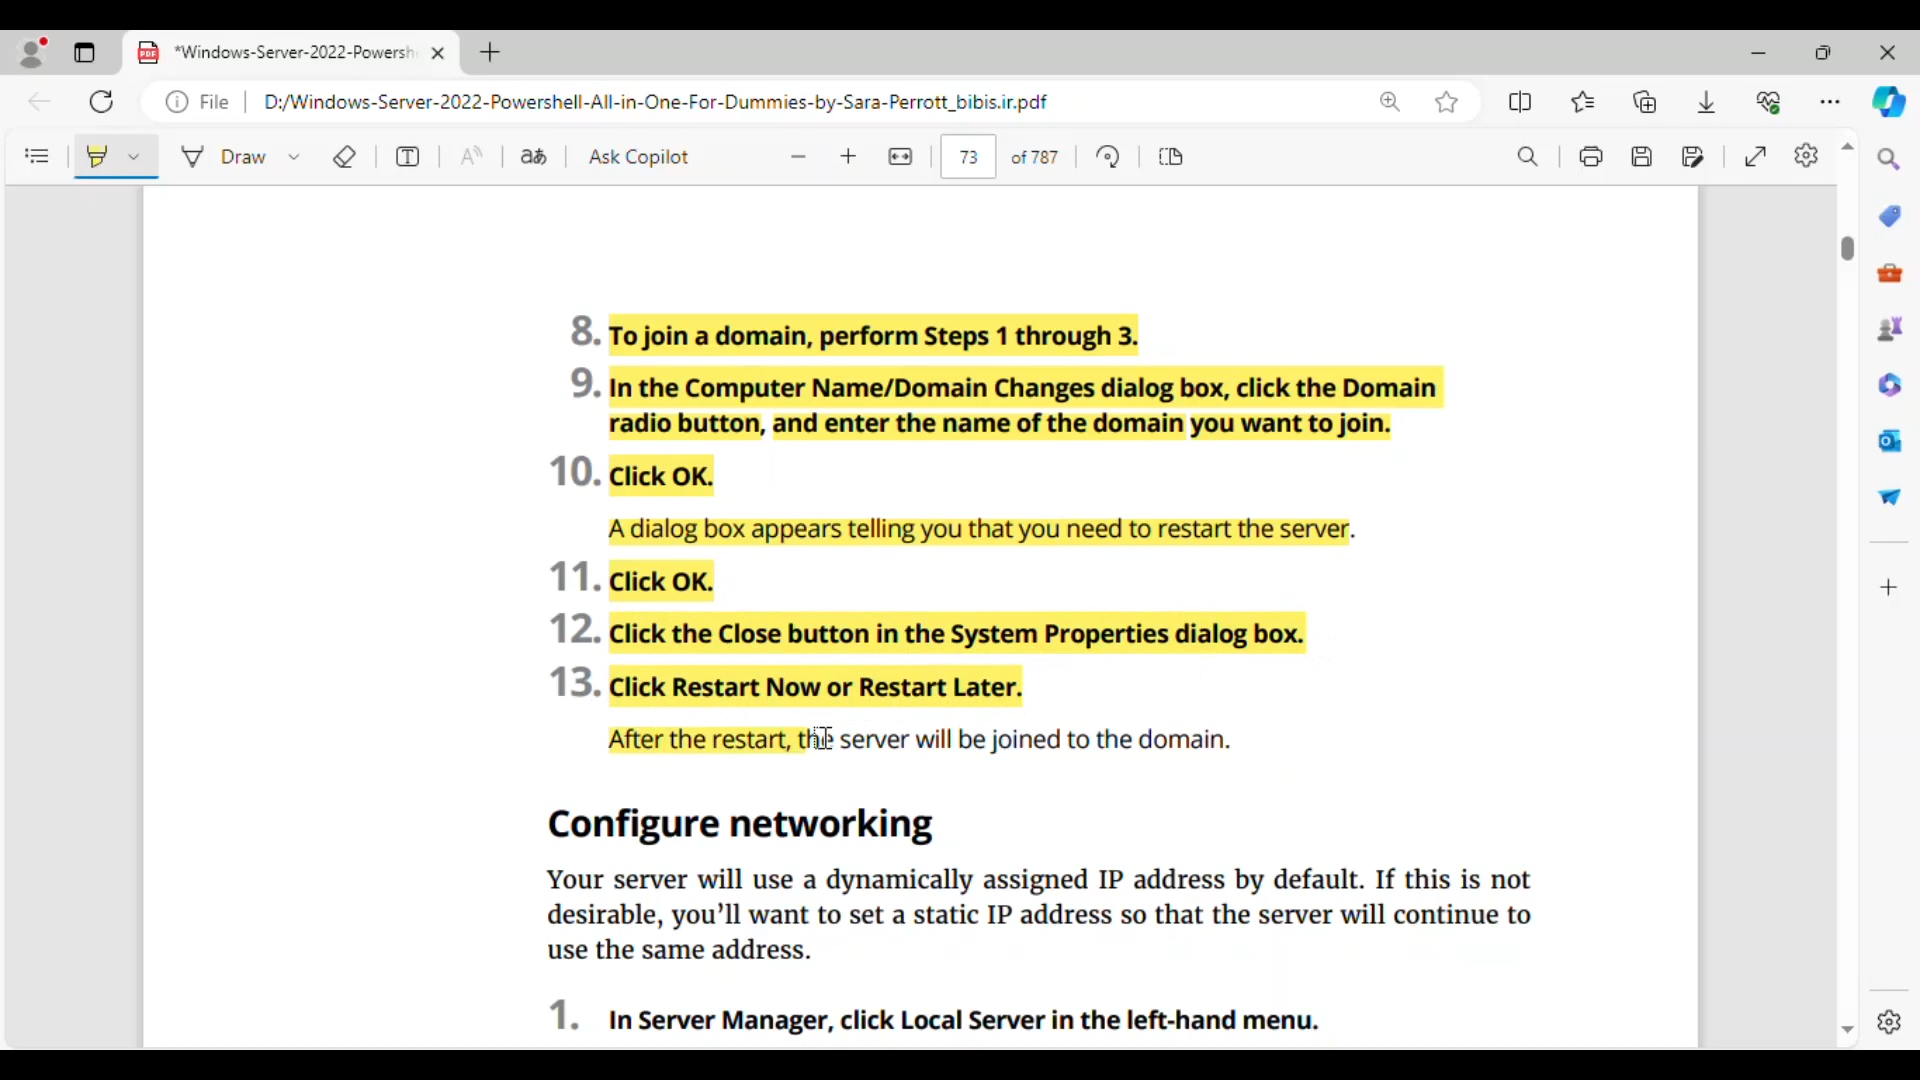 *Windows-Server-2022-Powersh
File
D:/Windows-Server-2022-Powershell-All-in-One-For-Dummies-by-Sara-Perrott_bibis.ir.pdf
Draw
Ask Copilot
73
of 787
8. To join a domain, perform Steps 1 through 3.
9. In the Computer Name/Domain Changes dialog box, click the Domain
radio button, and enter the name of the domain you want to join.
10. Click OK.
A dialog box appears telling you that you need to restart the server.
11. Click OK.
12. Click the Close button in the System Properties dialog box.
13. Click Restart Now or Restart Later.
After the restart, the server will be joined to the domain.
Configure networking
Your server will use a dynamically assigned IP address by default. If this is not
desirable, you’ll want to set a static IP address so that the server will continue to
use the same address.
1. In Server Manager, click Local Server in the left-hand menu.